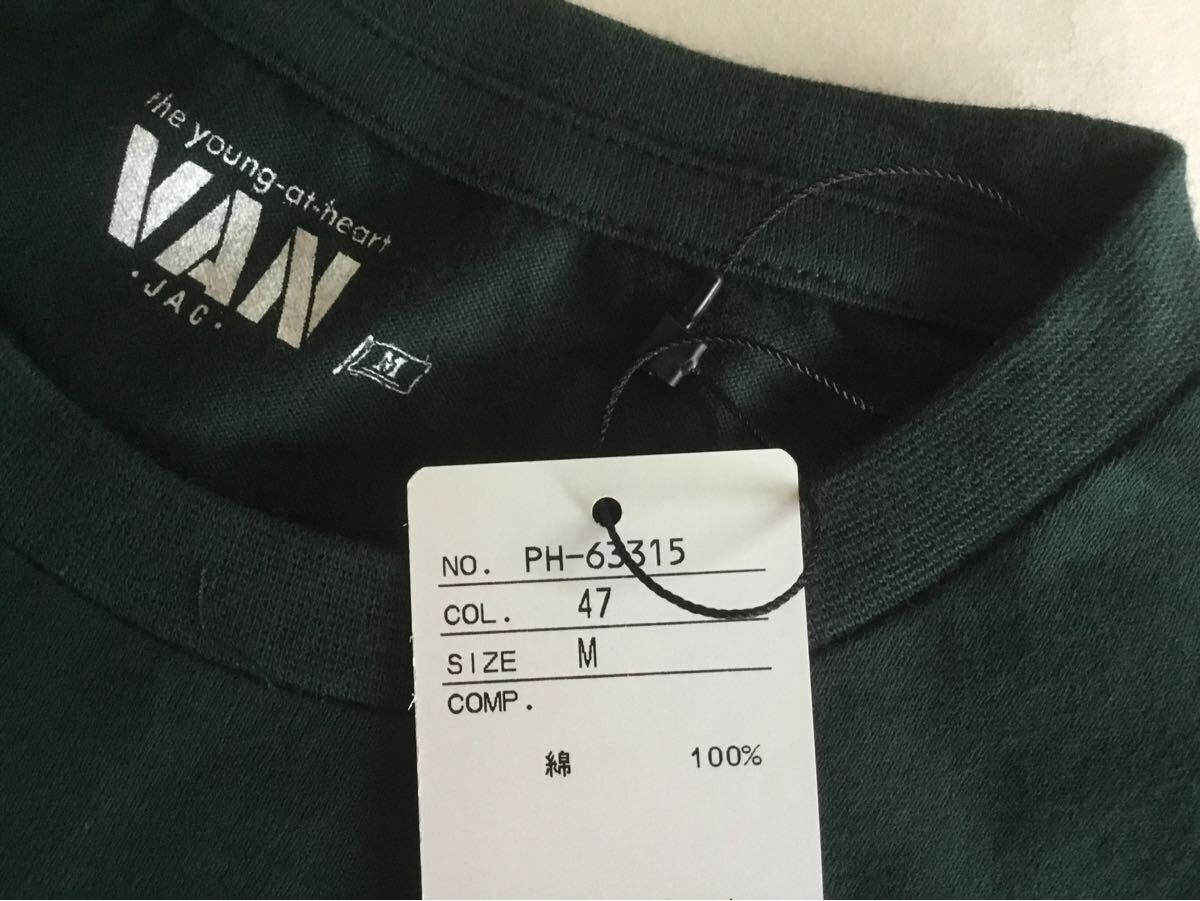 the young-at-heart
VAN
·JAC·
M
NO. PH-63315
COL. 47
SIZE M
COMP.
綿 100%